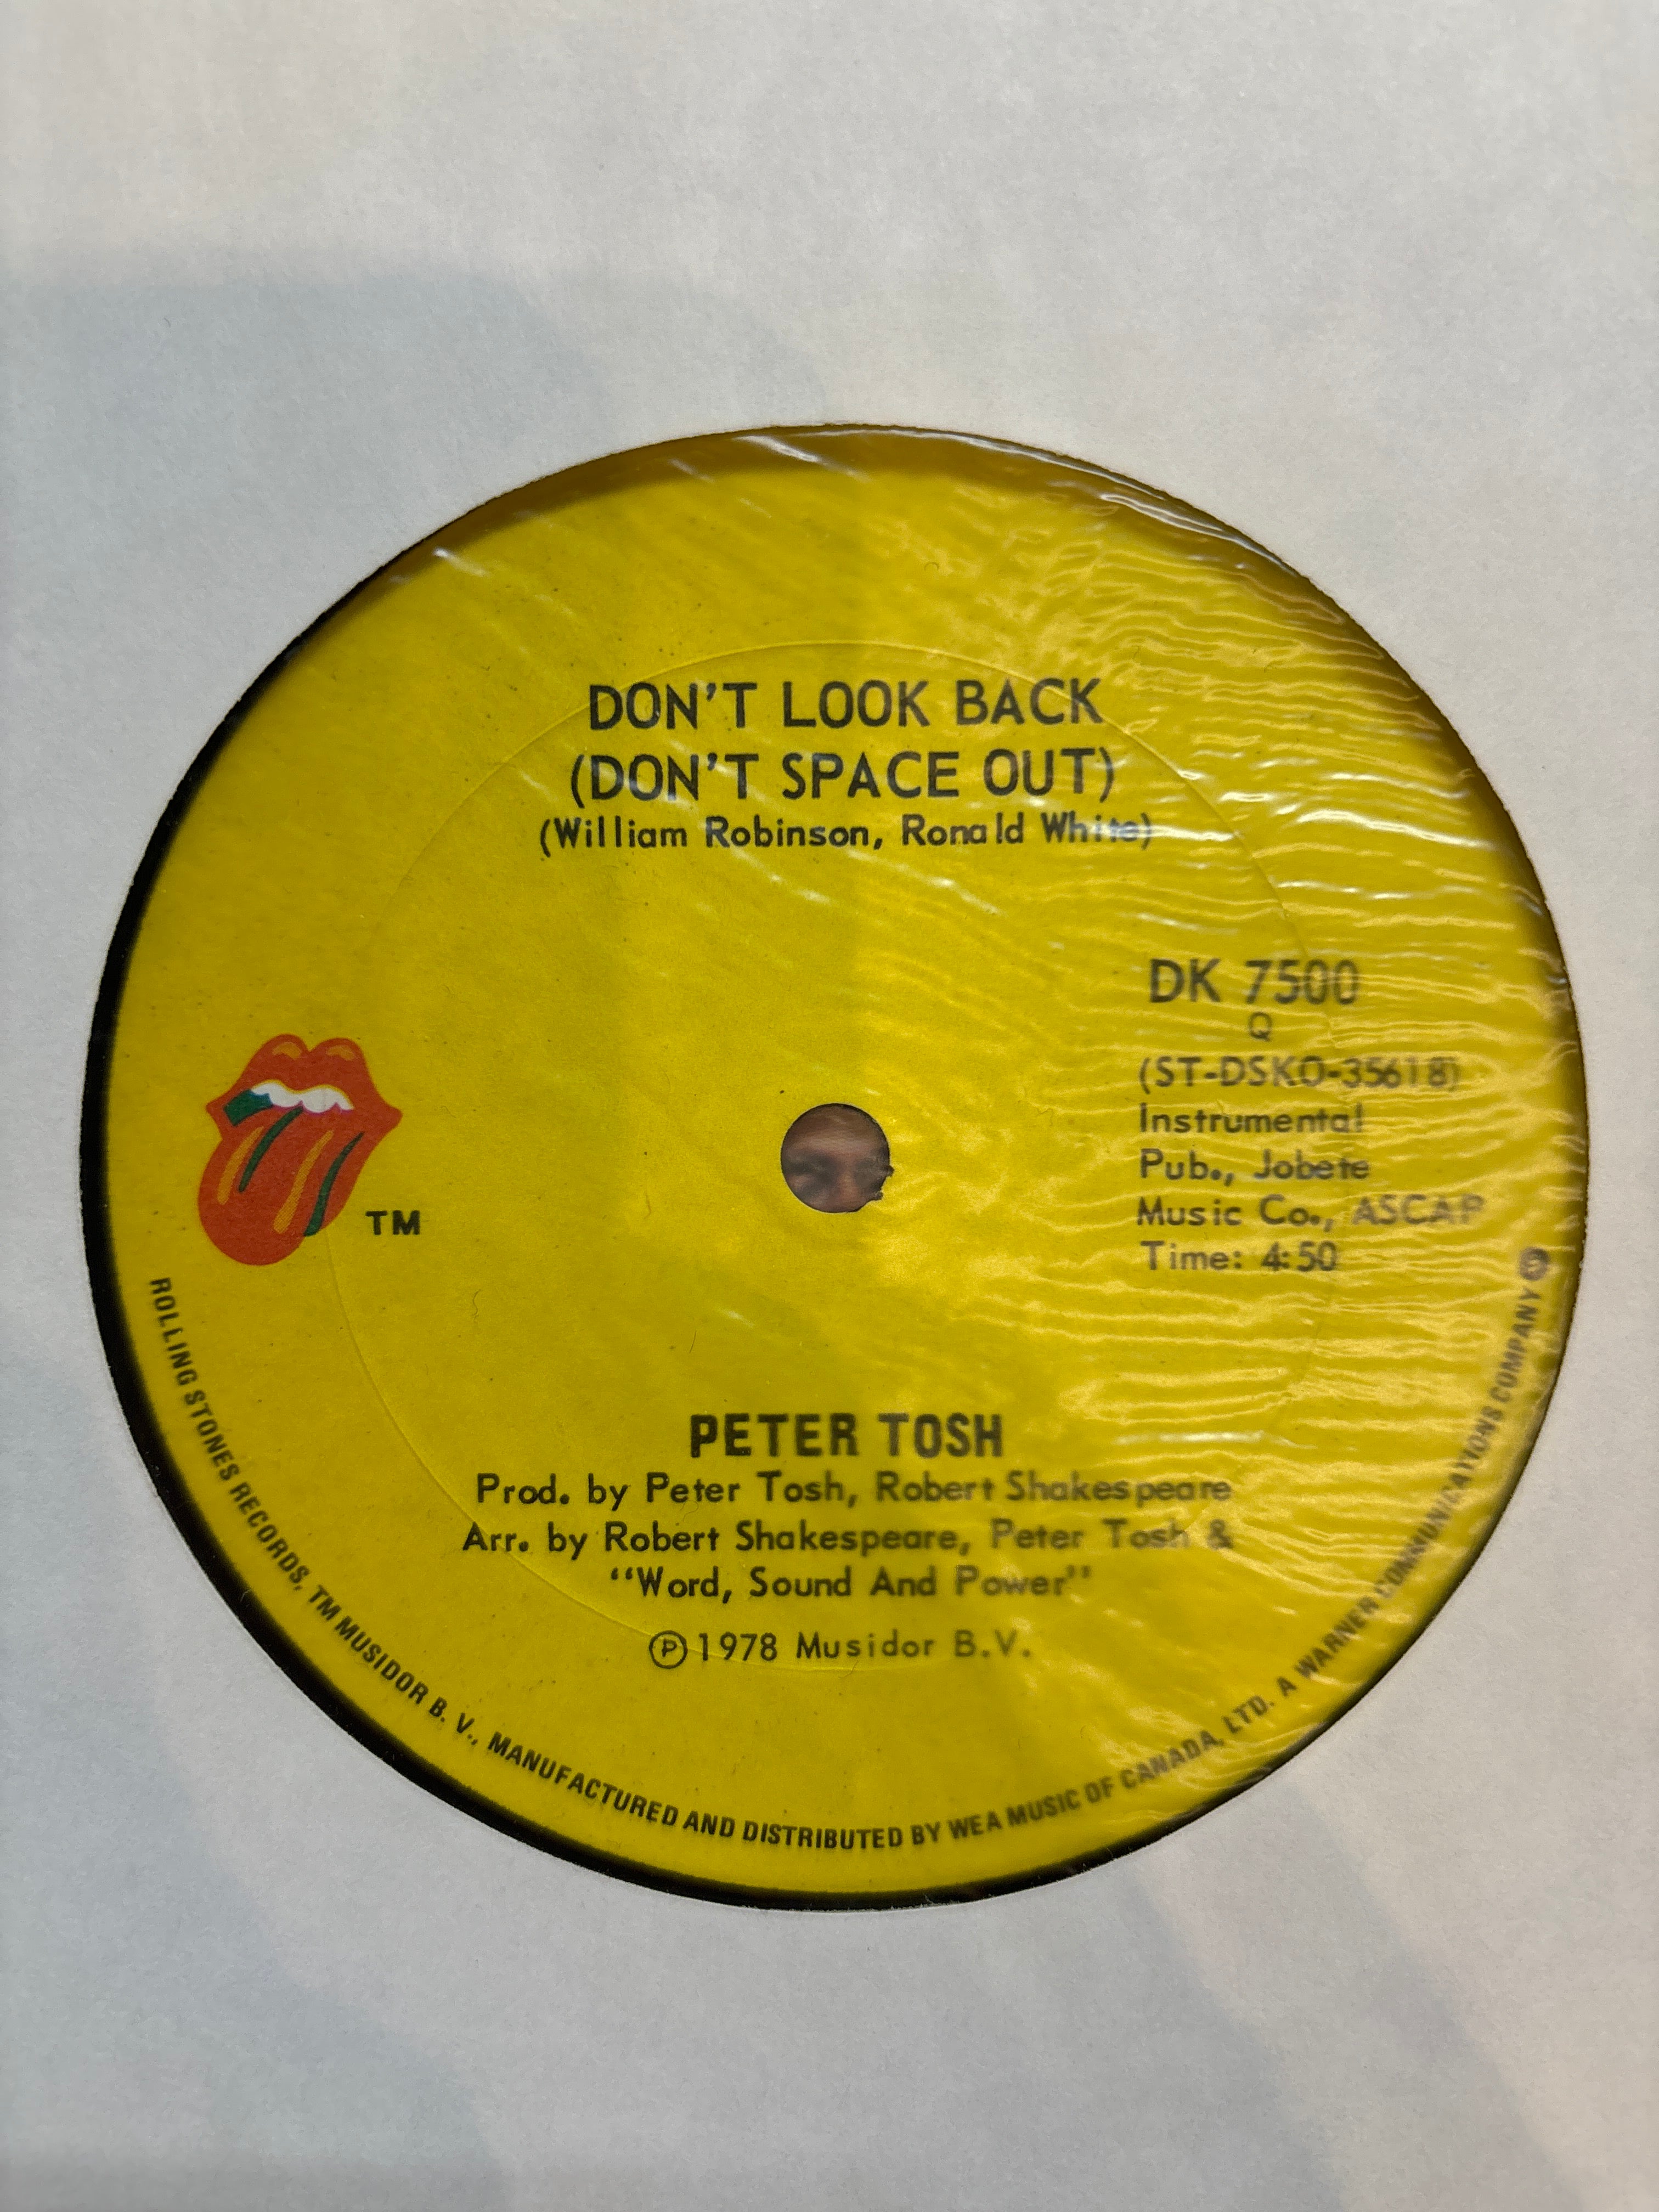 DON'T LOOK BACK
(DON'T SPACE OUT)
(William Robinson, Ronald White)
DK 7500
Q
(ST-DSKO-35618)
Instrumental
Pub., Jobete
Music Co., ASCAP
Time: 4:50
TM
PETER TOSH
Prod. by Peter Tosh, Robert Shakespeare
Arr. by Robert Shakespeare, Peter Tosh &
“Word, Sound And Power”
Ⓟ1978 Musidor B.V.
ROLLING STONES RECORDS, TM MUSIDOR B. V., MANUFACTURED AND DISTRIBUTED BY WEA MUSIC OF CANADA, LTD. A WARNER COMMUNICATIONS COMPANY